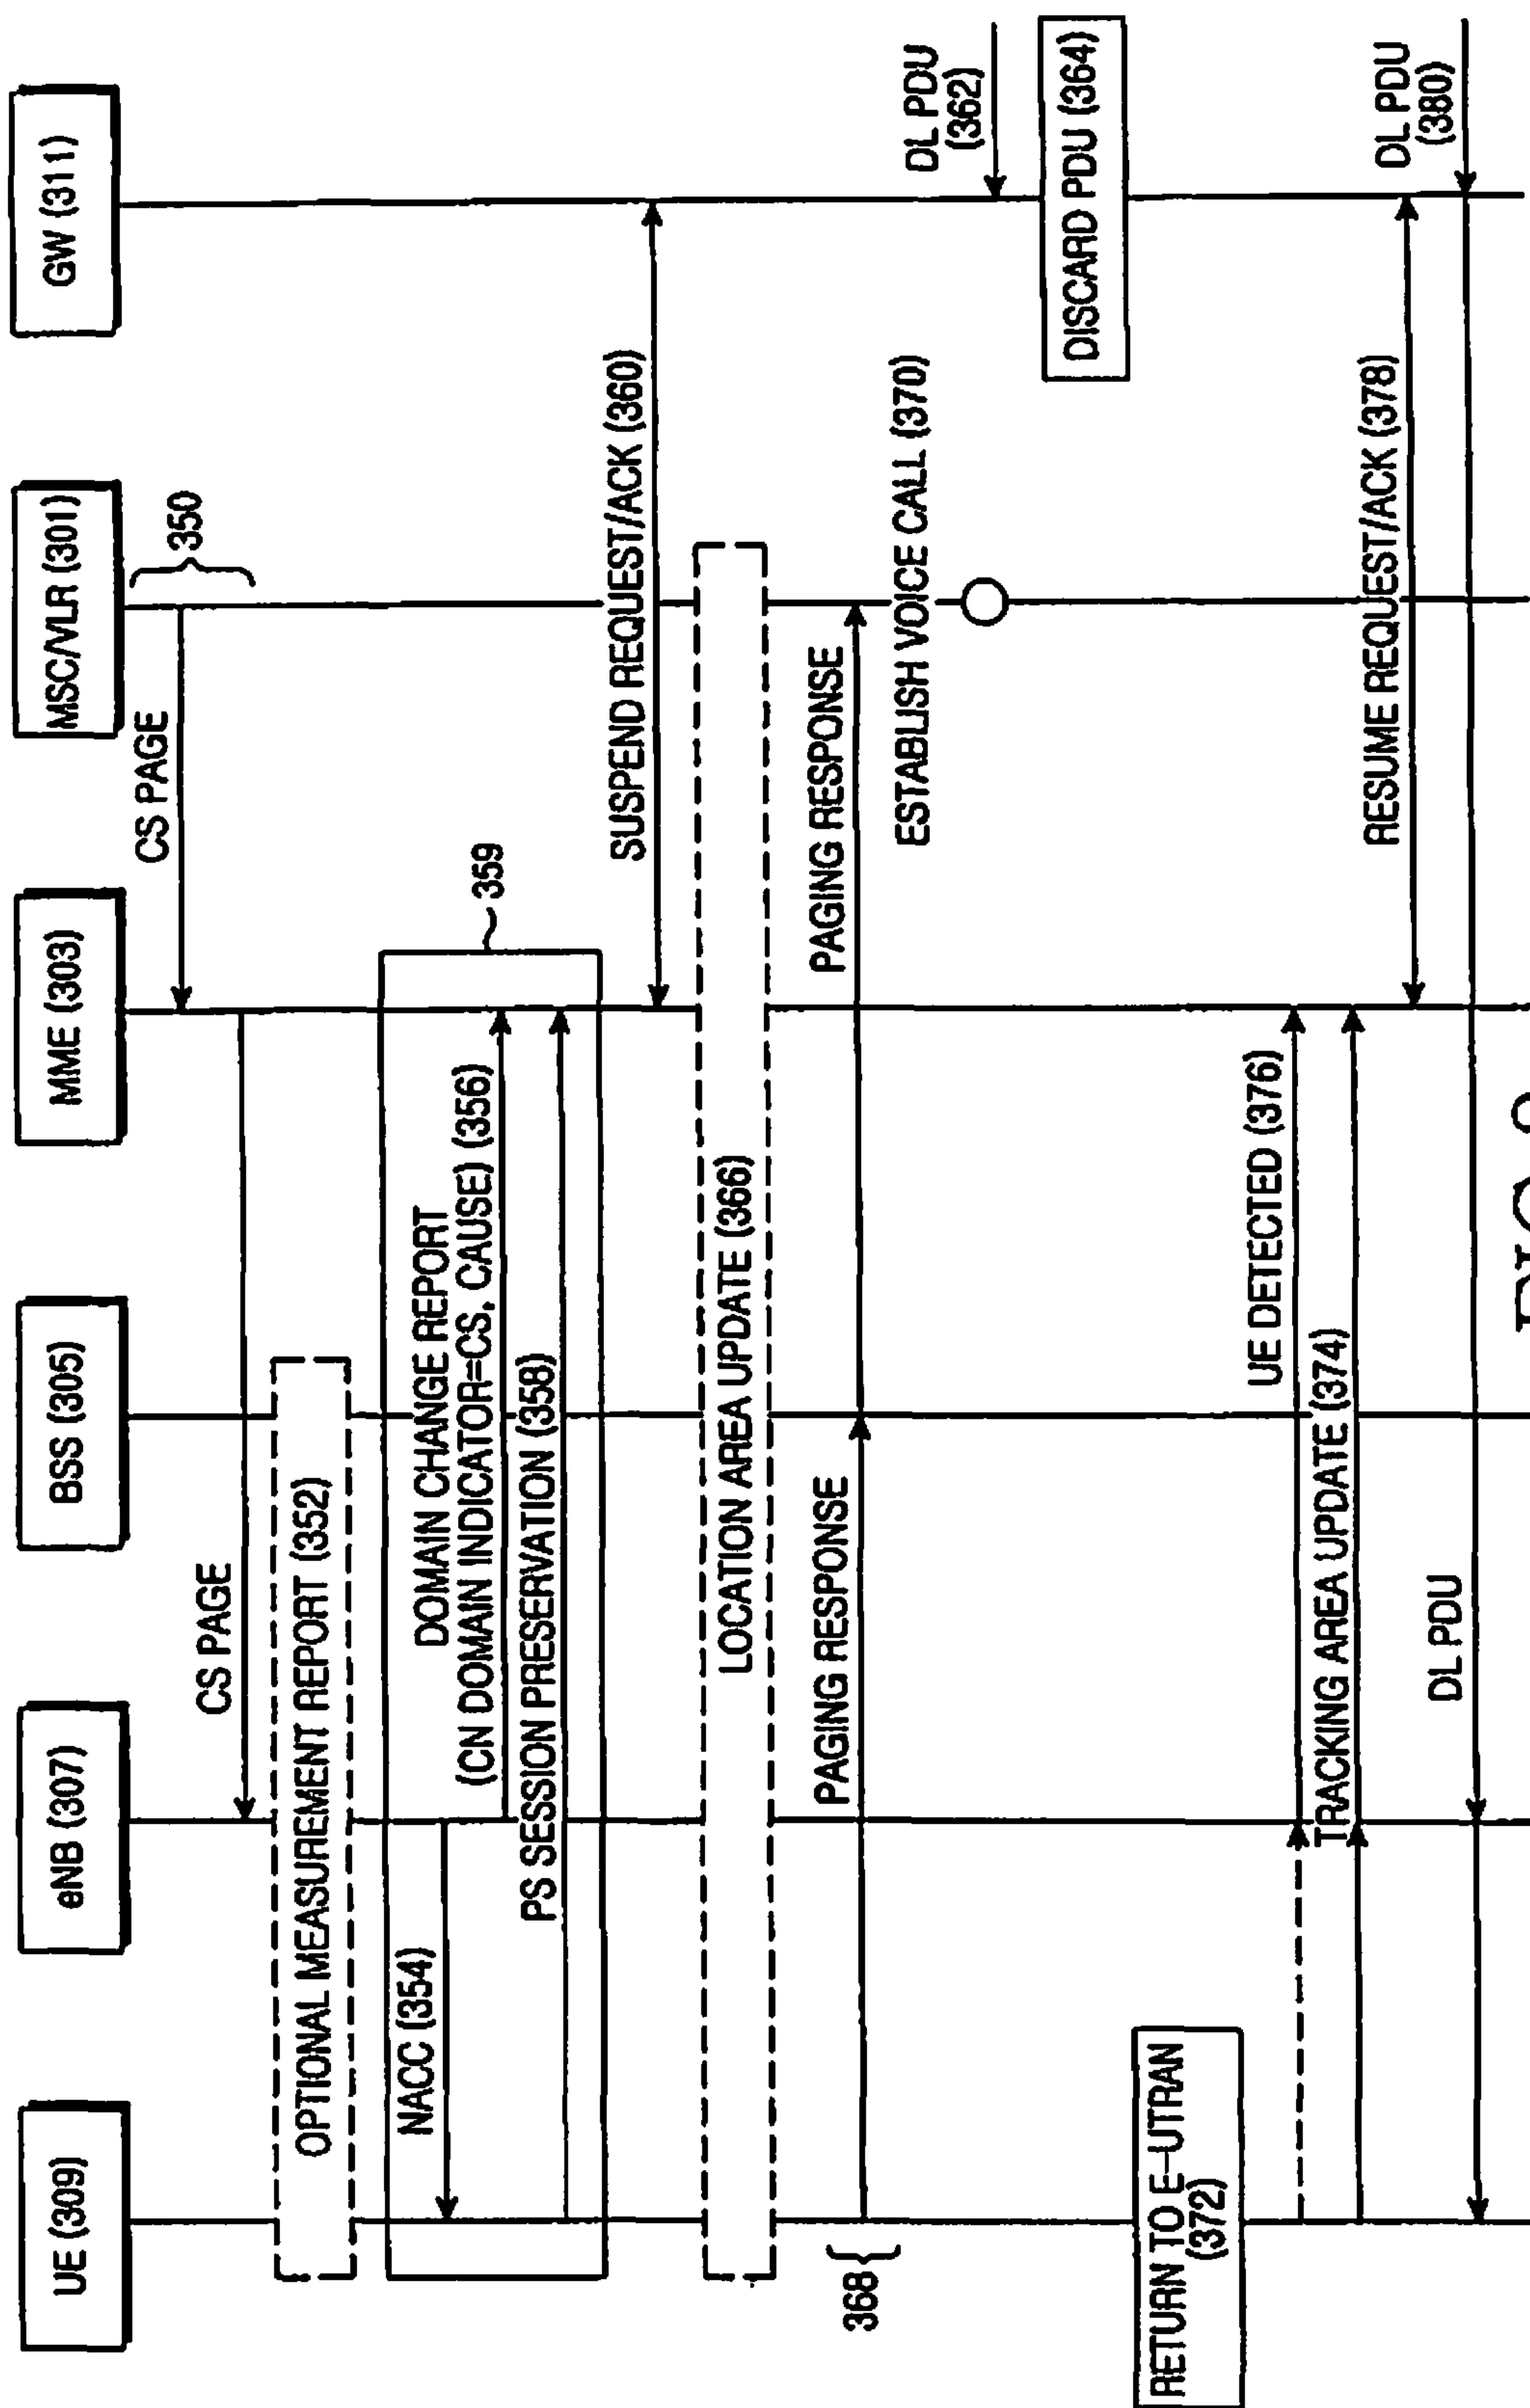 UE (309)
eNB (307)
BSS (305)
MME (303)
MSC/VLR (301)
GW (311)
CS PAGE
350
CS PAGE
OPTIONAL MEASUREMENT REPORT (352)
NACC (354)
DOMAIN CHANGE REPORT
(CN DOMAIN INDICATOR=CS, CAUSE) (356)
359
PS SESSION PRESERVATION (358)
SUSPEND REQUEST/ACK (360)
LOCATION AREA UPDATE (366)
368
PAGING RESPONSE
PAGING RESPONSE
ESTABLISH VOICE CALL (370)
DL PDU
(362)
DISCARD PDU (364)
RETURN TO E-UTRAN
(372)
UE DETECTED (376)
TRACKING AREA UPDATE (374)
RESUME REQUEST/ACK (378)
DL PDU
(380)
DL PDU